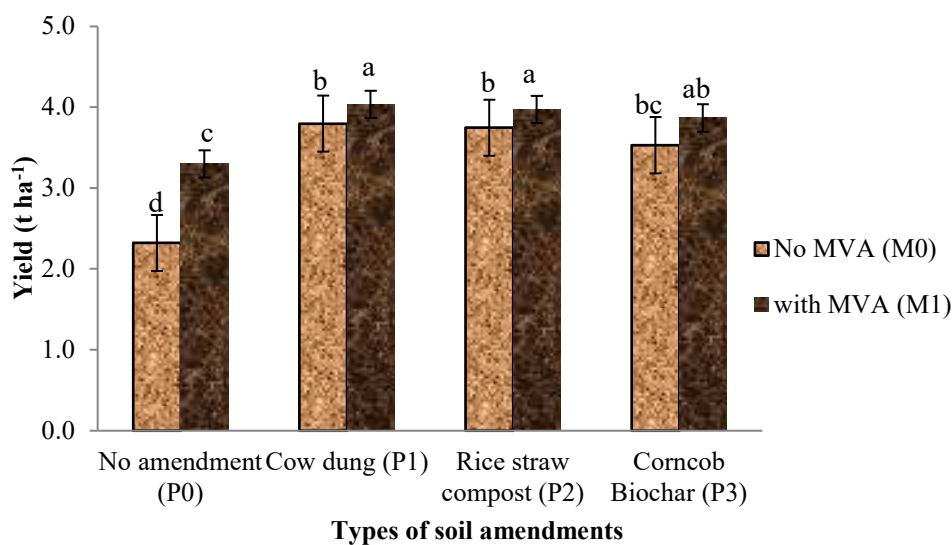 5.0
4.0
3.0
2.0
1.0
0.0
Yield (t ha-1)
d
c
b
a
b
a
bc
ab
No MVA (M0)
with MVA (M1)
No amendment
(P0)
Cow dung (P1)
Rice straw
compost (P2)
Corncob
Biochar (P3)
Types of soil amendments